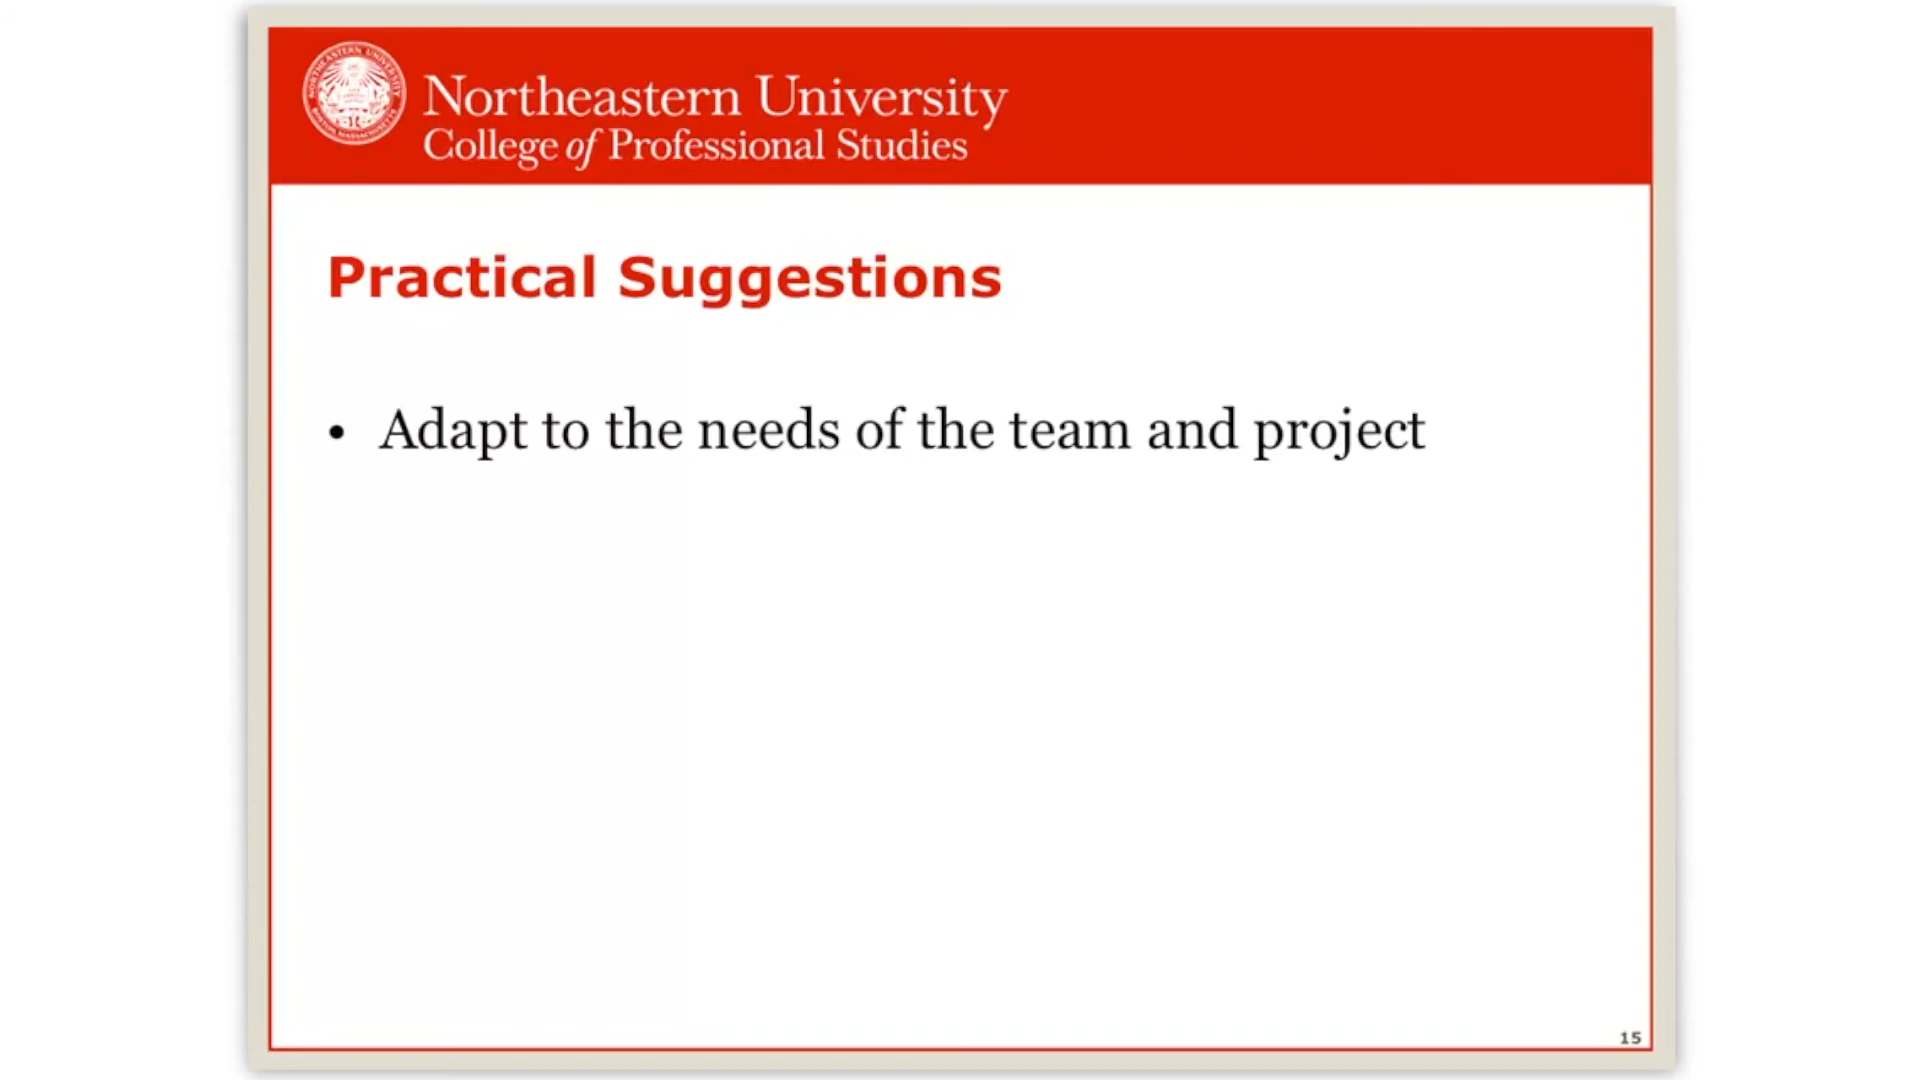 Northeastern University
College of Professional Studies
Practical Suggestions
• Adapt to the needs of the team and project
15